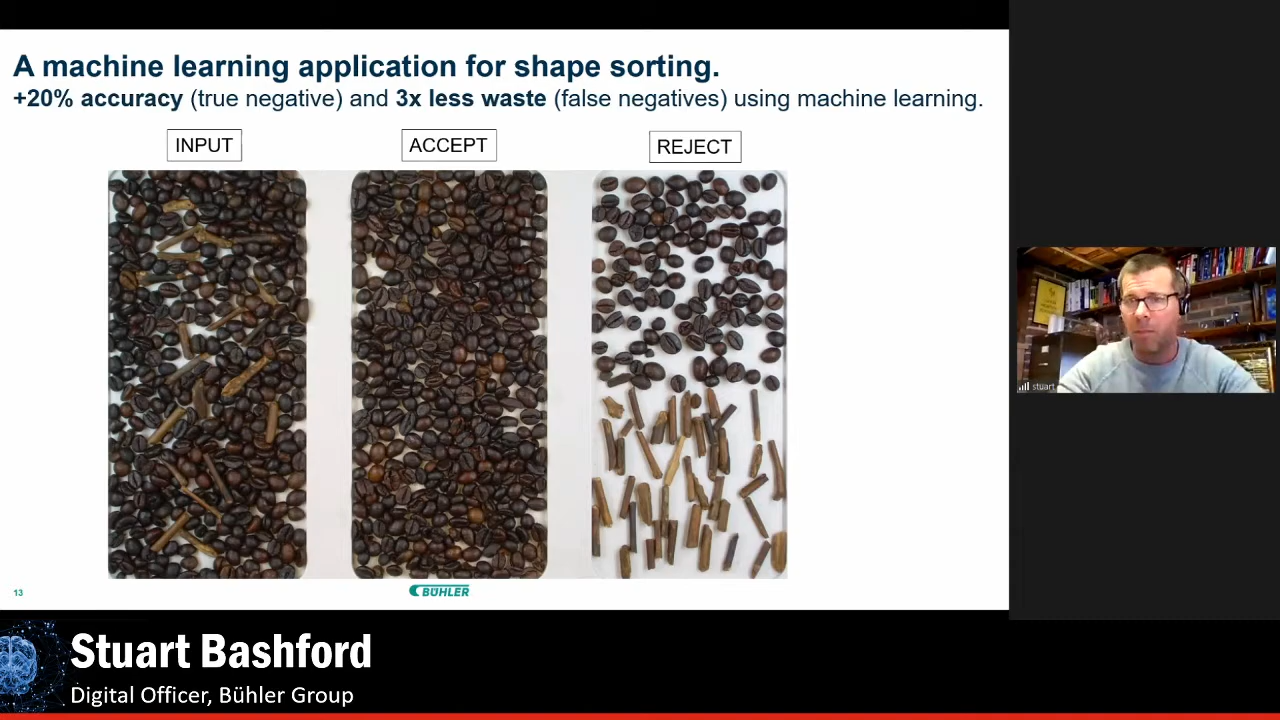 A machine learning application for shape sorting.
+20% accuracy (true negative) and 3x less waste (false negatives) using machine learning.
INPUT
ACCEPT
REJECT
stuart
13
BÜHLER
Stuart Bashford
Digital Officer, Bühler Group